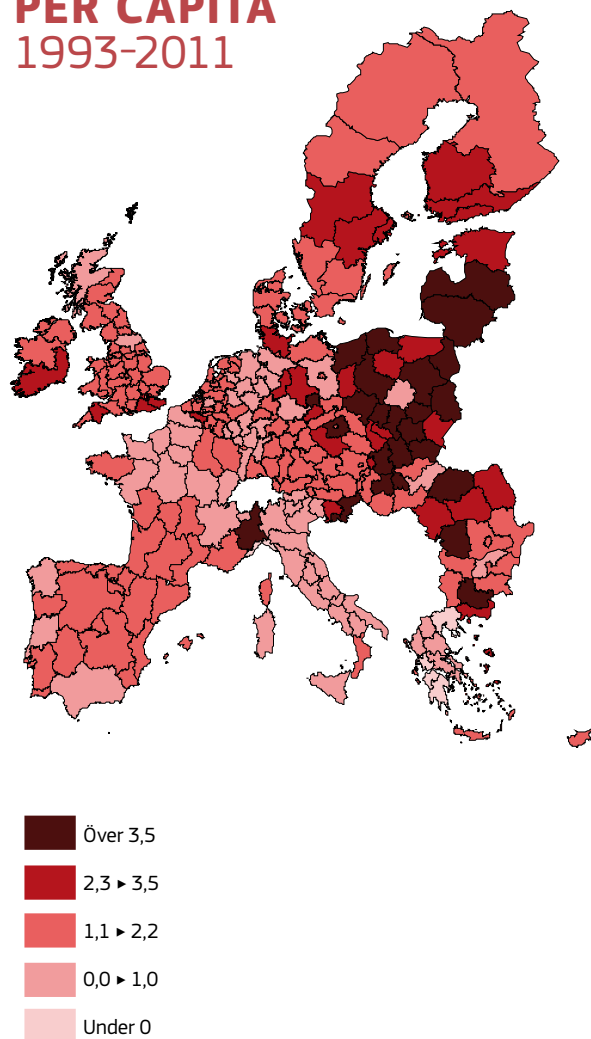 PER CAPITA
1993-2011
Över 3,5
2,3 ▸ 3,5
1,1 ▸ 2,2
0,0 ▸ 1,0
Under 0